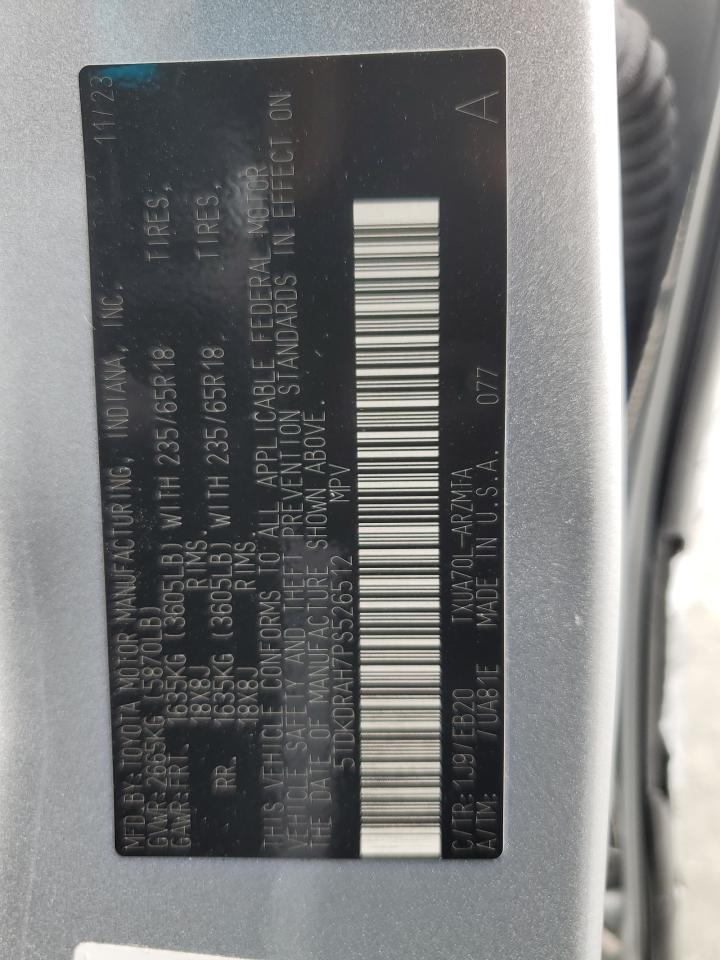 MFD.BY:TOYOTA MOTOR MANUFACTURING, INDIANA, INC. 11/23
GVWR:2665KG (5870LB)
GAWR:FRT. 1635KG (3605LB) WITH 235/65R18 TIRES,
18X8J RIMS.
RR. 1635KG (3605LB) WITH 235/65R18 TIRES,
18X8J RIMS.
THIS VEHICLE CONFORMS TO ALL APPLICABLE FEDERAL MOTOR
VEHICLE SAFETY AND THEFT PREVENTION STANDARDS IN EFFECT ON
THE DATE OF MANUFACTURE SHOWN ABOVE.
5TDKDRAH7PS526512 MPV
C/TR:1J9/EB20 TXUA70L-ARZMFA
A/TM: /UA81E MADE IN U.S.A. 077 A